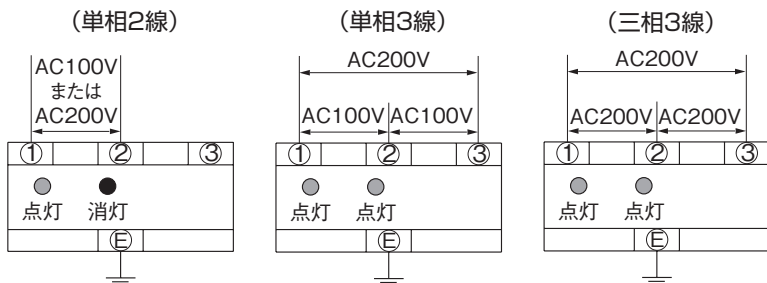 (単相2線)
AC100V
または
AC200V
① ② ③
点灯 消灯
Ⓔ
(単相3線)
AC200V
AC100V AC100V
① ② ③
点灯 点灯
Ⓔ
(三相3線)
AC200V
AC200V AC200V
① ② ③
点灯 点灯
Ⓔ